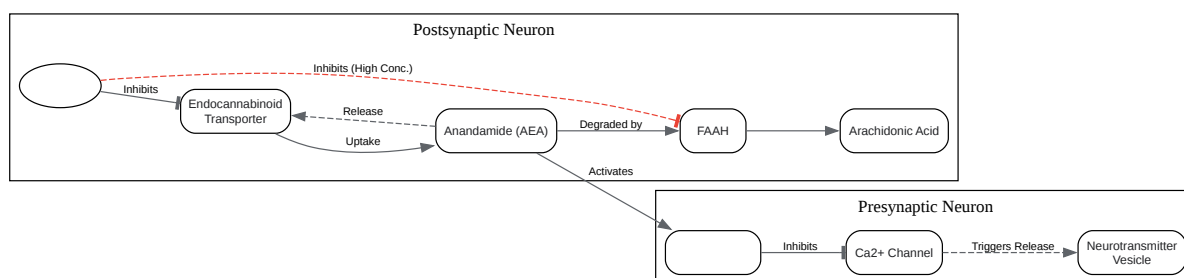 Postsynaptic Neuron
Inhibits (High Conc.)
Inhibits
Endocannabinoid
Transporter
Release
Uptake
Anandamide (AEA)
Degraded by
FAAH
Arachidonic Acid
Activates
Presynaptic Neuron
Inhibits
Ca2+ Channel
Triggers Release
Neurotransmitter
Vesicle